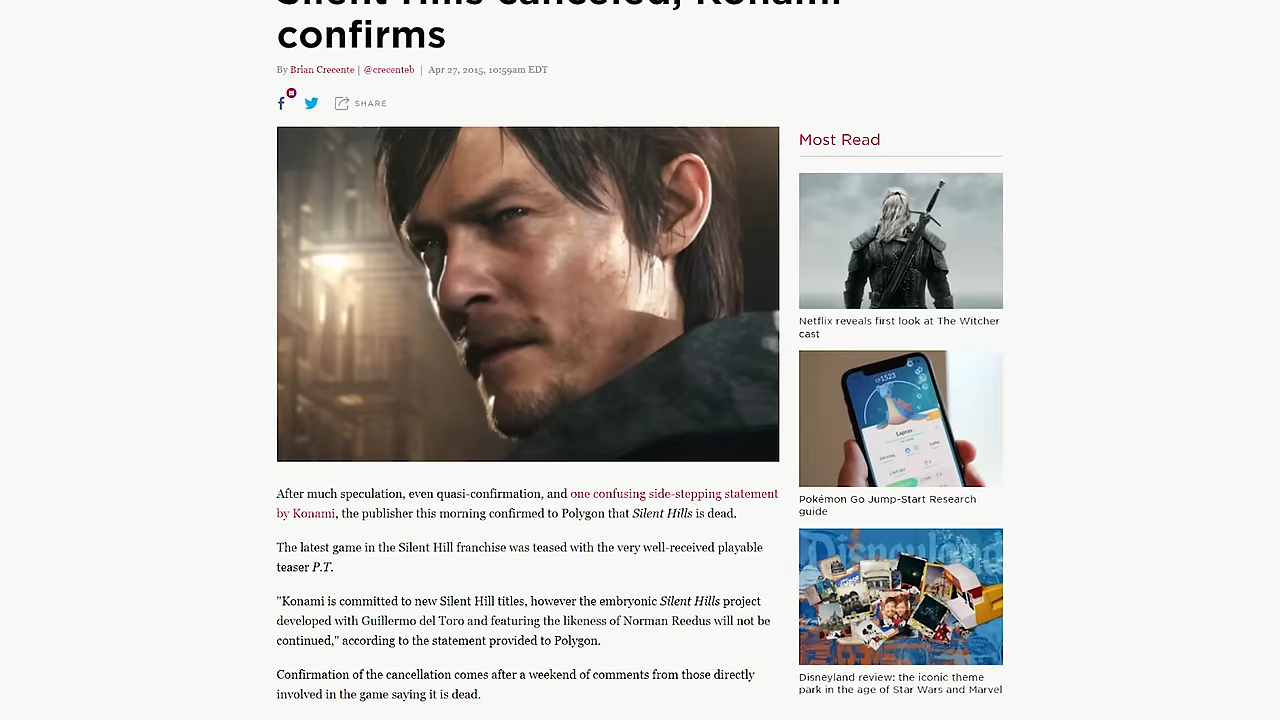 Silent Hills canceled, Konami
confirms
By Brian Crecente | @crecenteb | Apr 27, 2015, 10:59am EDT
SHARE
Most Read
Netflix reveals first look at The Witcher
cast
CP1523
Lapras
Pokémon Go Jump-Start Research
guide
Disneyland
Disneyland review: the iconic theme
park in the age of Star Wars and Marvel
After much speculation, even quasi-confirmation, and one confusing side-stepping statement
by Konami, the publisher this morning confirmed to Polygon that Silent Hills is dead.
The latest game in the Silent Hill franchise was teased with the very well-received playable
teaser P.T.
"Konami is committed to new Silent Hill titles, however the embryonic Silent Hills project
developed with Guillermo del Toro and featuring the likeness of Norman Reedus will not be
continued," according to the statement provided to Polygon.
Confirmation of the cancellation comes after a weekend of comments from those directly
involved in the game saying it is dead.